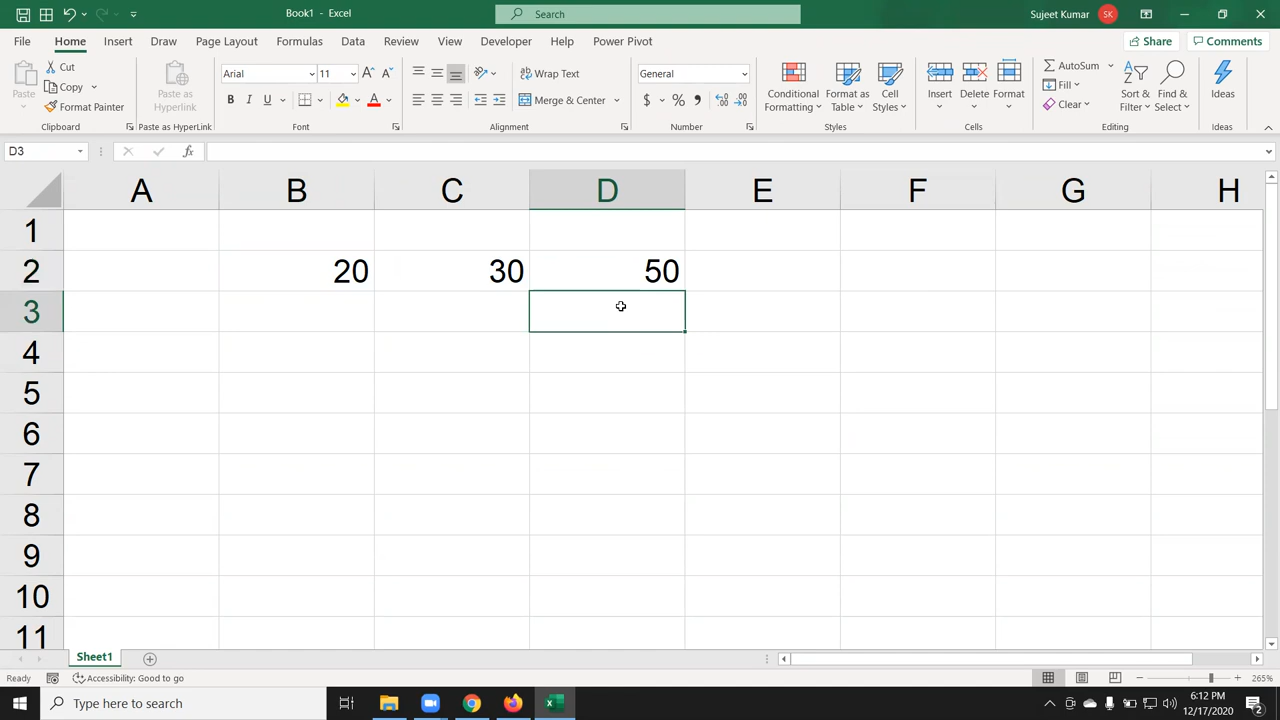 Book1 - Excel
Search
Sujeet Kumar
SK
File Home Insert Draw Page Layout Formulas Data Review View Developer Help Power Pivot
Share
Comments
Paste
Cut
Copy
Format Painter
Clipboard
Paste as
Hyperlink
Paste as HyperLink
Arial
11
B I U
Font
Wrap Text
Merge & Center
Alignment
General
$ % ,
Number
Conditional
Formatting
Format as
Table
Cell
Styles
Styles
Insert
Delete
Format
Cells
AutoSum
Fill
Clear
Sort &
Filter
Find &
Select
Editing
Ideas
Ideas
D3
fx
A B C D E F G H
1
2 20 30 50
3
4
5
6
7
8
9
10
11
Sheet1
Ready
Accessibility: Good to go
265%
Type here to search
6:12 PM
12/17/2020
2